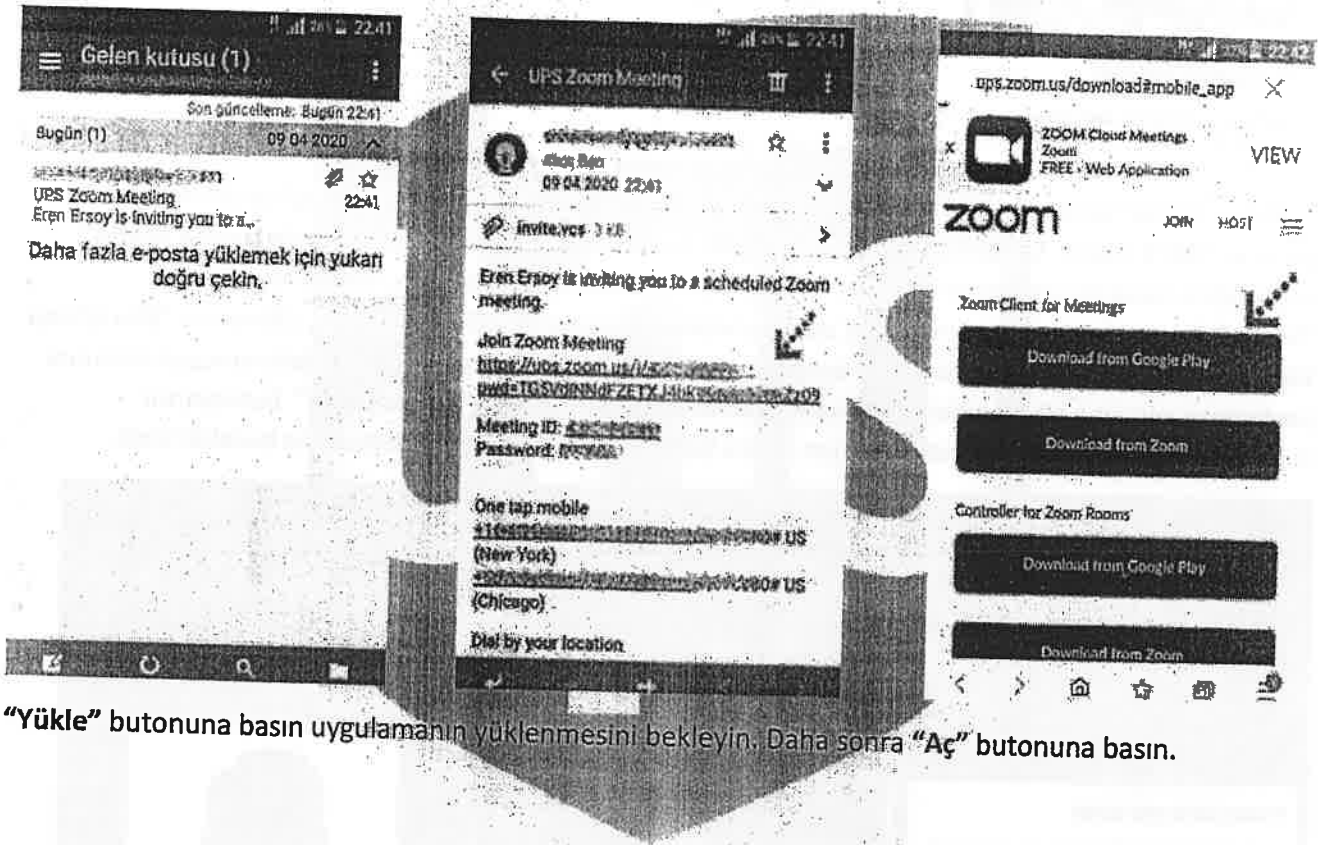 22:41
Gelen kutusu (1)
Son güncelleme: Bugün 22:41
Bugün (1)
09 04 2020
UPS Zoom Meeting
22:41
Eren Ersoy is inviting you to a...
Daha fazla e-posta yüklemek için yukarı
doğru çekin.
22:41
UPS Zoom Meeting
09 04 2020 22:41
invite.vcs 3 KB
Eren Ersoy is inviting you to a scheduled Zoom
meeting.
Join Zoom Meeting
https://ups.zoom.us/j/
Meeting ID:
Password:
One tap mobile
US
(New York)
US
(Chicago)
Dial by your location
22:42
ups.zoom.us/download#mobile_app
X
x
ZOOM Cloud Meetings
Zoom
FREE - Web Application
VIEW
zoom
JOIN HOST
Zoom Client for Meetings
Download from Google Play
Download from Zoom
Controller for Zoom Rooms
Download from Google Play
Download from Zoom
"Yükle" butonuna basın uygulamanın yüklenmesini bekleyin. Daha sonra "Aç" butonuna basın.